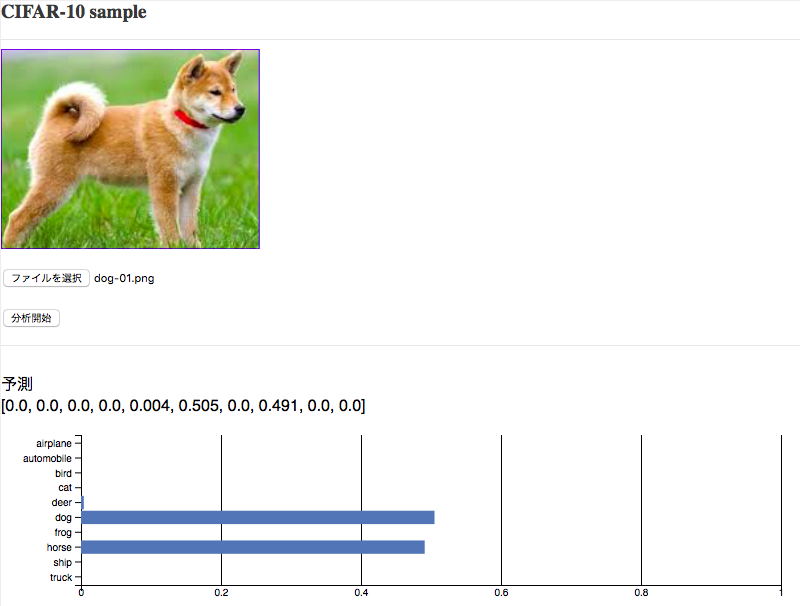 CIFAR-10 sample
ファイルを選択 dog-01.png
分析開始
予測
[0.0, 0.0, 0.0, 0.0, 0.004, 0.505, 0.0, 0.491, 0.0, 0.0]
airplane
automobile
bird
cat
deer
dog
frog
horse
ship
truck
0 0.2 0.4 0.6 0.8 1